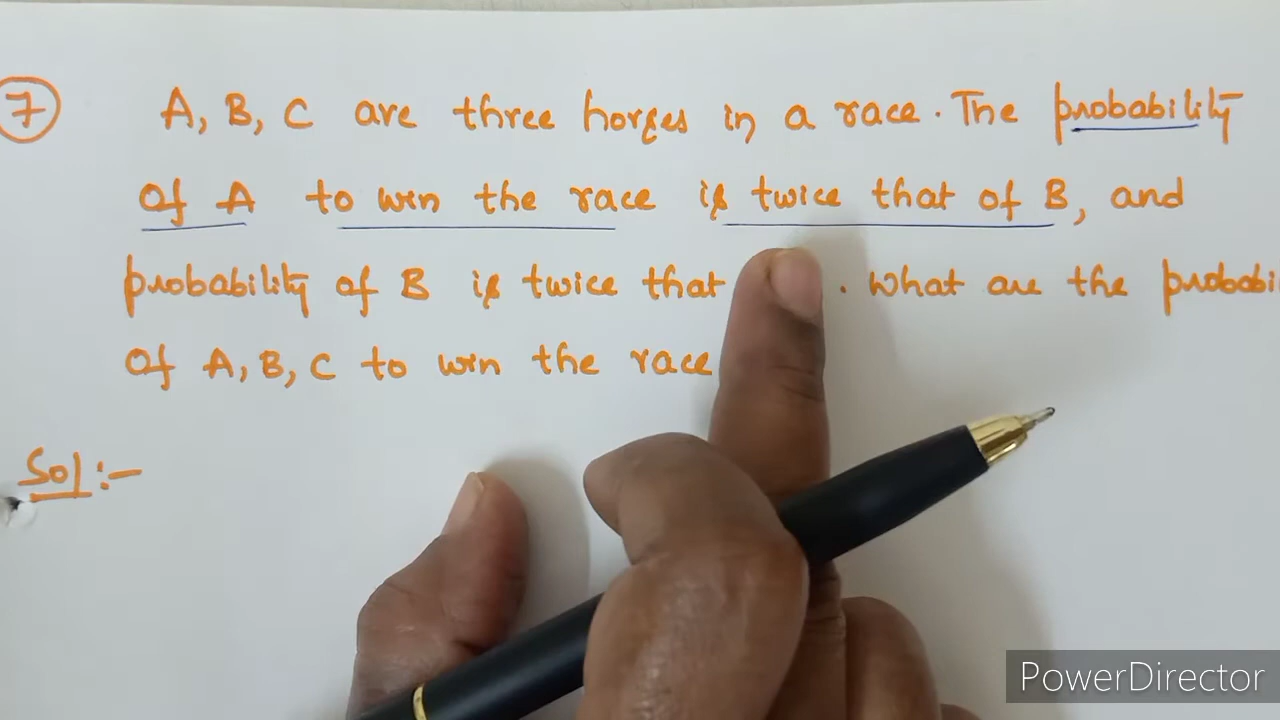 7 A, B, C are three horses in a race. The probability
of A to win the race is twice that of B, and
probability of B is twice that . What are the
of A, B, C to win the race
Sol :-
PowerDirector